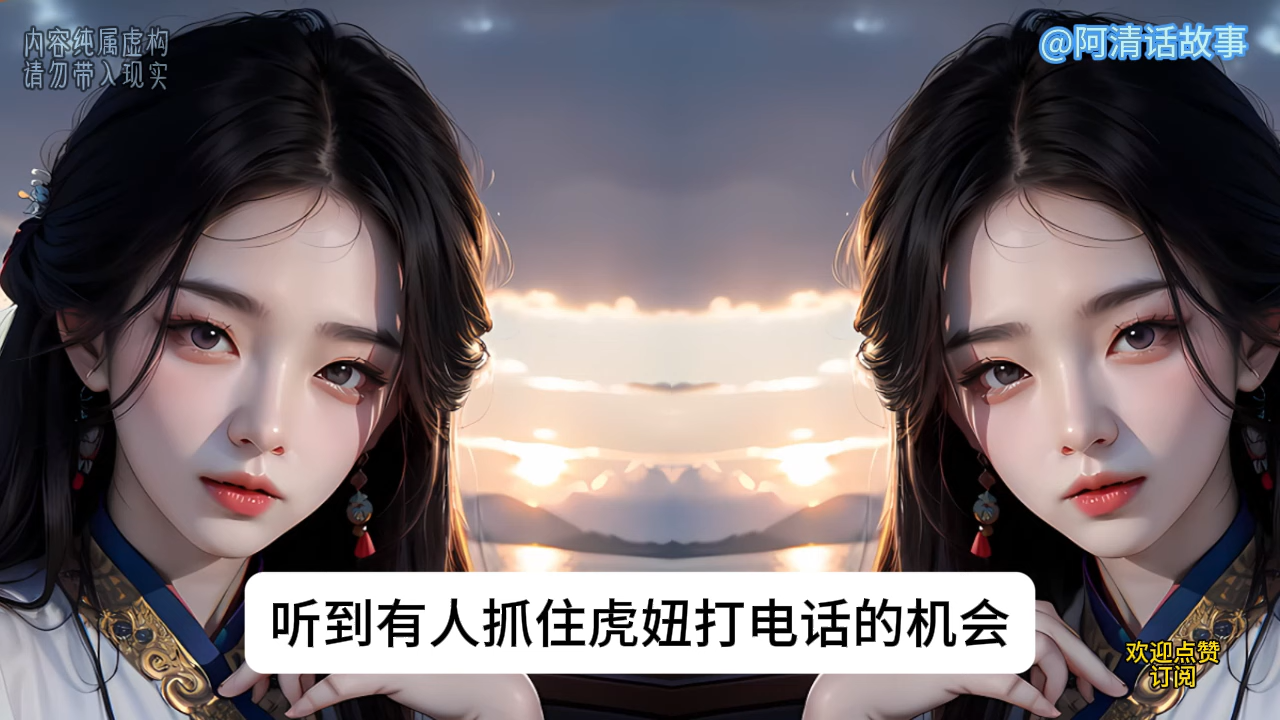 内容纯属虚构
请勿带入现实
@阿清话故事
听到有人抓住虎妞打电话的机会
欢迎点赞
订阅